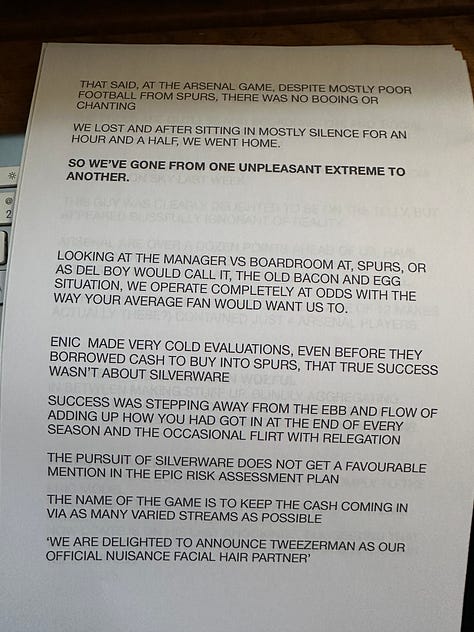 THAT SAID, AT THE ARSENAL GAME, DESPITE MOSTLY POOR
FOOTBALL FROM SPURS, THERE WAS NO BOOING OR
CHANTING
WE LOST AND AFTER SITTING IN MOSTLY SILENCE FOR AN
HOUR AND A HALF, WE WENT HOME.
SO WE'VE GONE FROM ONE UNPLEASANT EXTREME TO
ANOTHER.
LOOKING AT THE MANAGER VS BOARDROOM AT, SPURS, OR
AS DEL BOY WOULD CALL IT, THE OLD BACON AND EGG
SITUATION, WE OPERATE COMPLETELY AT ODDS WITH THE
WAY YOUR AVERAGE FAN WOULD WANT US TO.
ENIC MADE VERY COLD EVALUATIONS, EVEN BEFORE THEY
BORROWED CASH TO BUY INTO SPURS, THAT TRUE SUCCESS
WASN'T ABOUT SILVERWARE
SUCCESS WAS STEPPING AWAY FROM THE EBB AND FLOW OF
ADDING UP HOW YOU HAD GOT IN AT THE END OF EVERY
SEASON AND THE OCCASIONAL FLIRT WITH RELEGATION
THE PURSUIT OF SILVERWARE DOES NOT GET A FAVOURABLE
MENTION IN THE EPIC RISK ASSESSMENT PLAN
THE NAME OF THE GAME IS TO KEEP THE CASH COMING IN
VIA AS MANY VARIED STREAMS AS POSSIBLE
'WE ARE DELIGHTED TO ANNOUNCE TWEEZERMAN AS OUR
OFFICIAL NUISANCE FACIAL HAIR PARTNER'